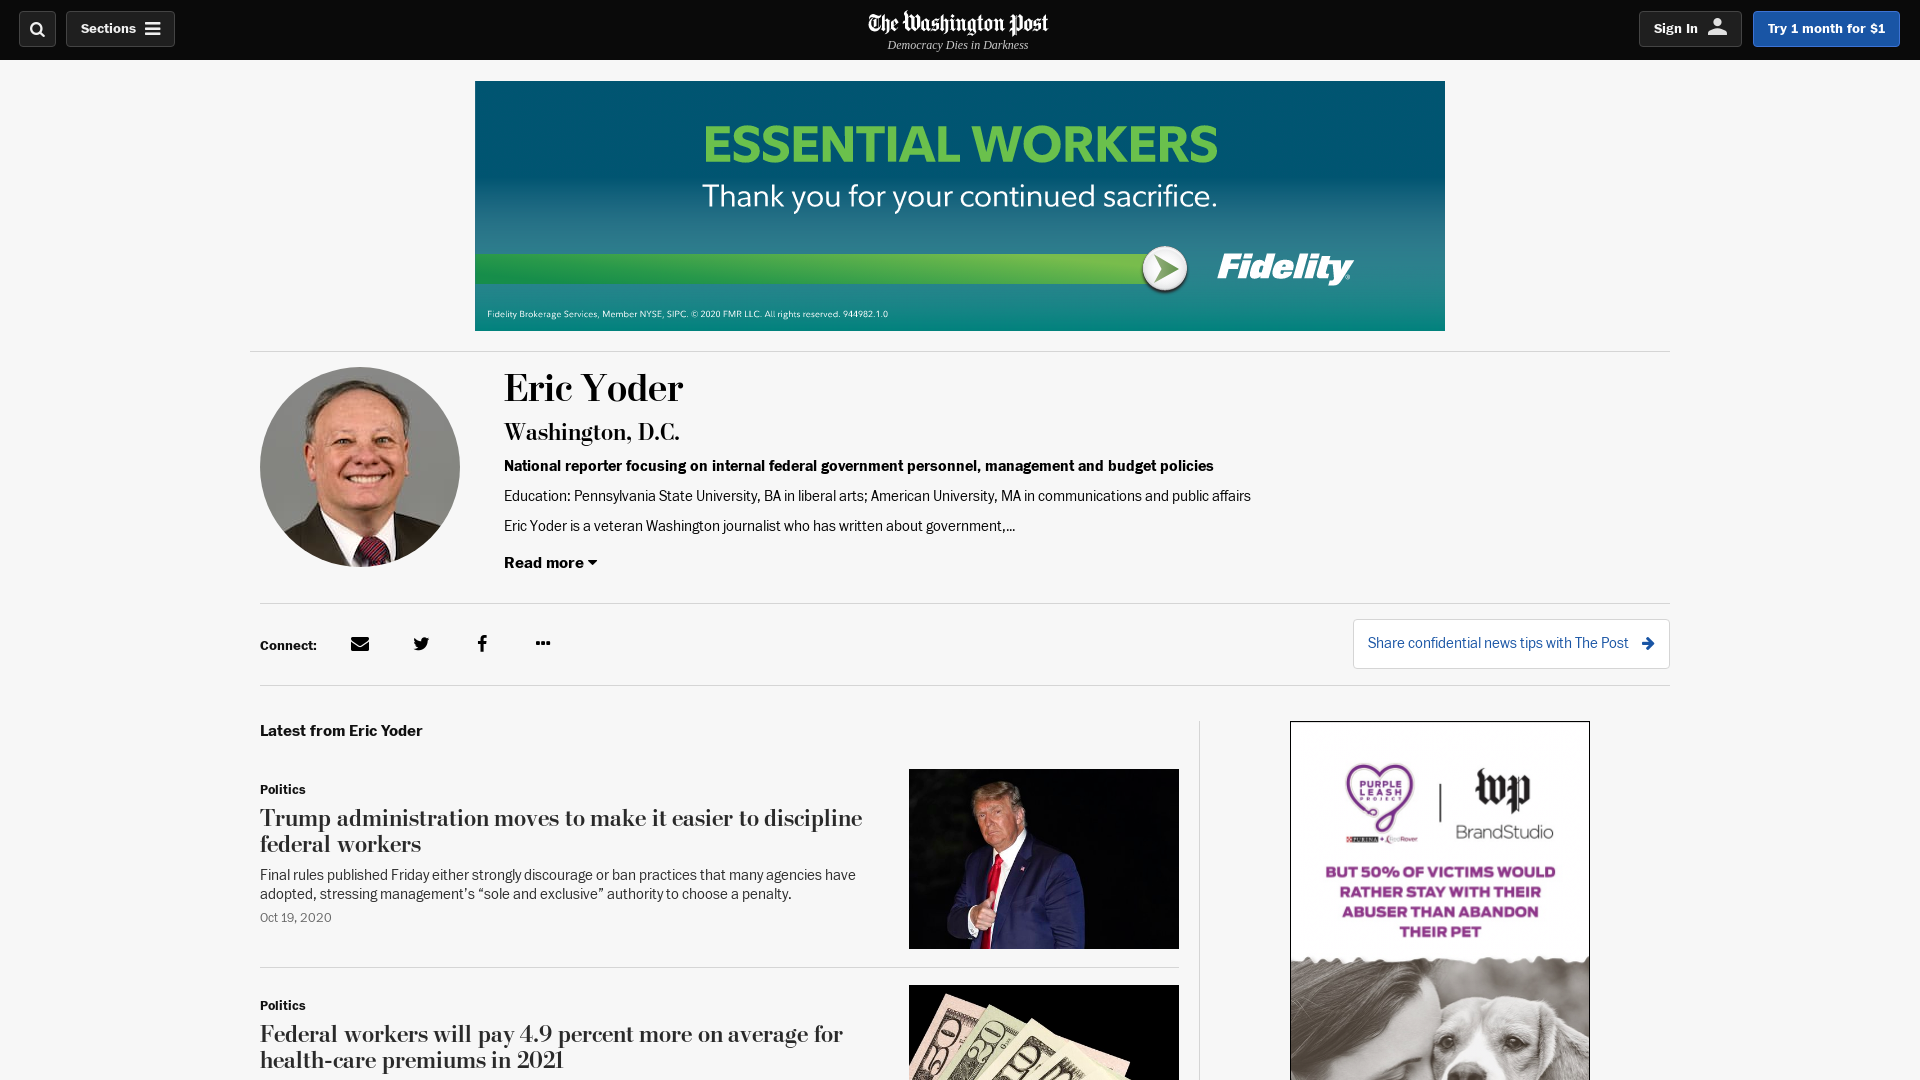 Sections
The Washington Post
Democracy Dies in Darkness
Sign In
Try 1 month for $1
ESSENTIAL WORKERS
Thank you for your continued sacrifice.
Fidelity
Fidelity Brokerage Services, Member NYSE, SIPC. © 2020 FMR LLC. All rights reserved. 944982.1.0
Eric Yoder
Washington, D.C.
National reporter focusing on internal federal government personnel, management and budget policies
Education: Pennsylvania State University, BA in liberal arts; American University, MA in communications and public affairs
Eric Yoder is a veteran Washington journalist who has written about government,...
Read more
Connect:
Share confidential news tips with The Post
Latest from Eric Yoder
Politics
Trump administration moves to make it easier to discipline
federal workers
Final rules published Friday either strongly discourage or ban practices that many agencies have
adopted, stressing management’s “sole and exclusive” authority to choose a penalty.
Oct 19, 2020
Politics
Federal workers will pay 4.9 percent more on average for
health-care premiums in 2021
PURPLE
LEASH
PROJECT
PURINA + RedRover
wp
BrandStudio
BUT 50% OF VICTIMS WOULD
RATHER STAY WITH THEIR
ABUSER THAN ABANDON
THEIR PET